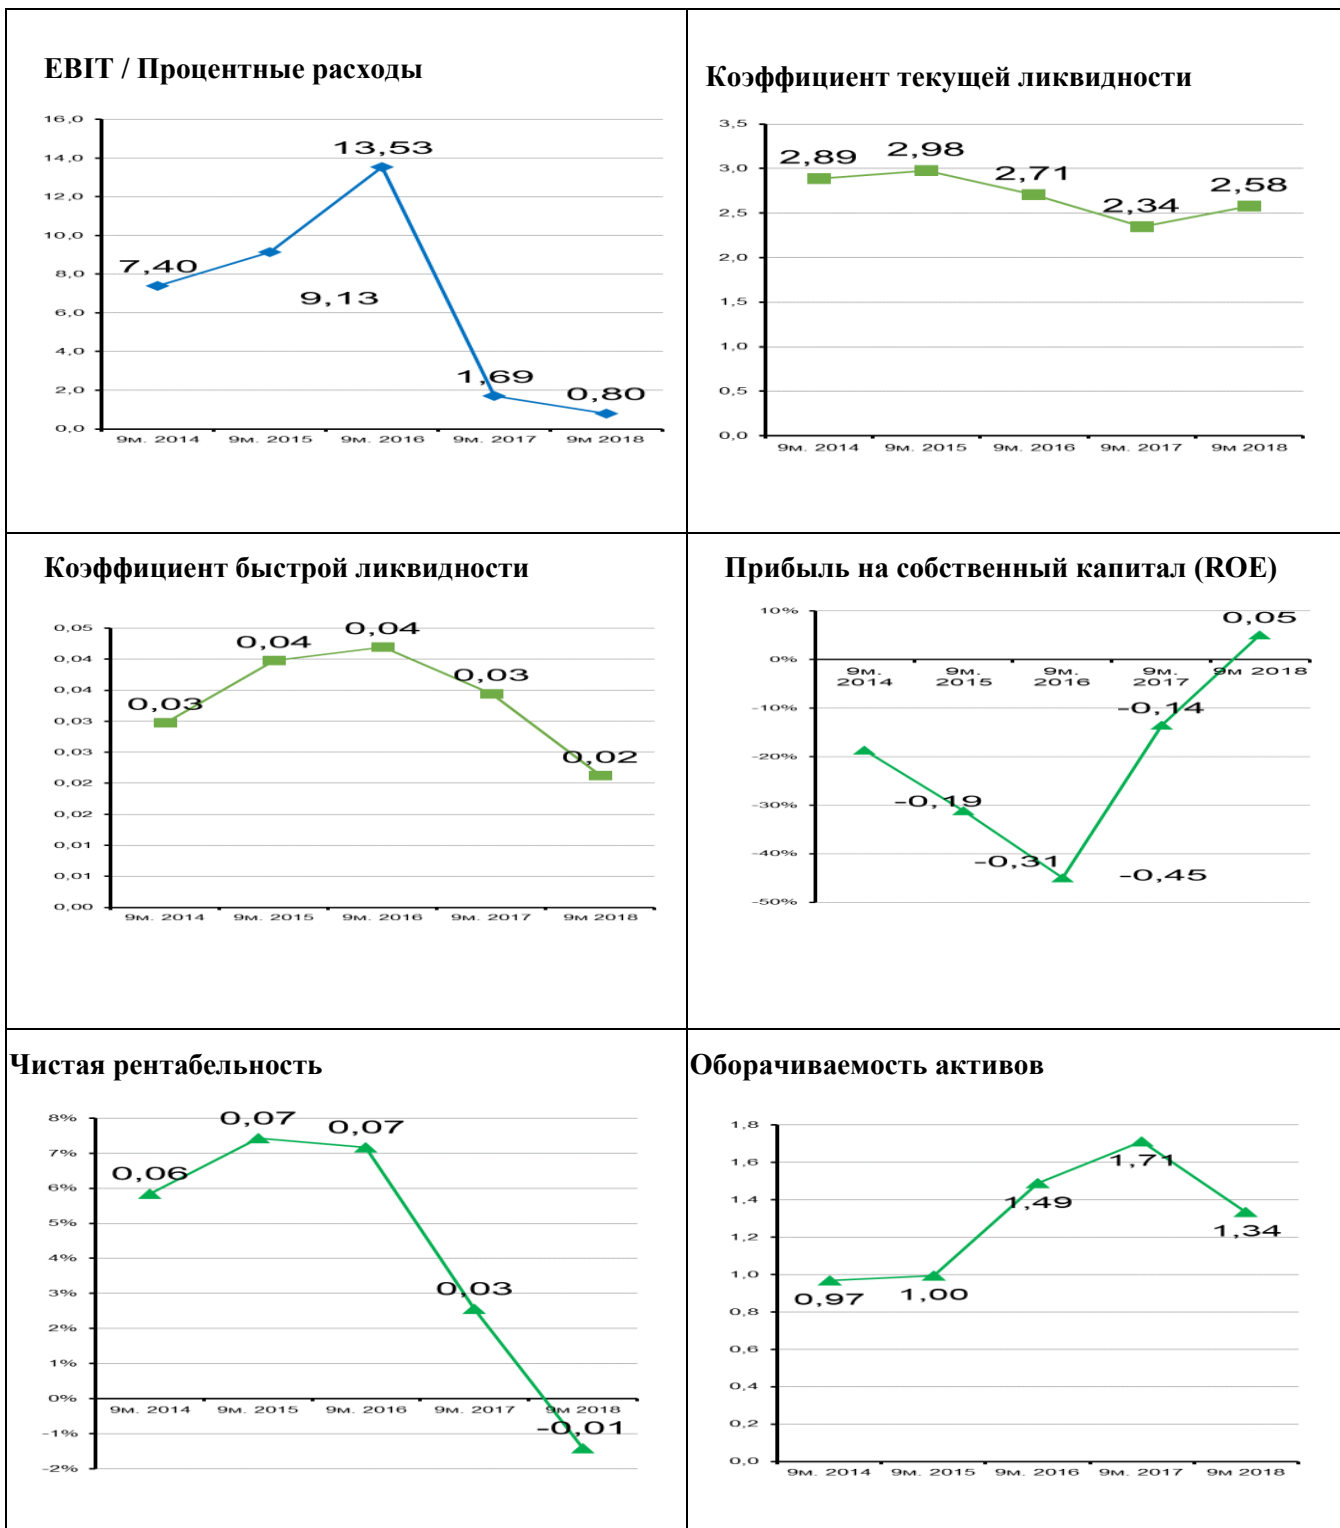 EBIT / Процентные расходы
16,0
14,0
12,0
10,0
8,0
6,0
4,0
2,0
0,0
7,40
9,13
13,53
1,69
0,80
9м. 2014
9м. 2015
9м. 2016
9м. 2017
9м 2018
Коэффициент текущей ликвидности
3,5
3,0
2,5
2,0
1,5
1,0
0,5
0,0
2,89
2,98
2,71
2,34
2,58
9м. 2014
9м. 2015
9м. 2016
9м. 2017
9м 2018
Коэффициент быстрой ликвидности
0,05
0,04
0,04
0,03
0,03
0,02
0,02
0,01
0,01
0,00
0,03
0,04
0,04
0,03
0,02
9м. 2014
9м. 2015
9м. 2016
9м. 2017
9м 2018
Прибыль на собственный капитал (ROE)
10%
0%
-10%
-20%
-30%
-40%
-50%
9м.
2014
9м.
2015
9м.
2016
9м.
2017
9м 2018
-0,19
-0,31
-0,45
-0,14
0,05
Чистая рентабельность
8%
7%
6%
5%
4%
3%
2%
1%
0%
-1%
-2%
0,06
0,07
0,07
0,03
-0,01
9м. 2014
9м. 2015
9м. 2016
9м. 2017
9м 2018
Оборачиваемость активов
1,8
1,6
1,4
1,2
1,0
0,8
0,6
0,4
0,2
0,0
0,97
1,00
1,49
1,71
1,34
9м. 2014
9м. 2015
9м. 2016
9м. 2017
9м 2018